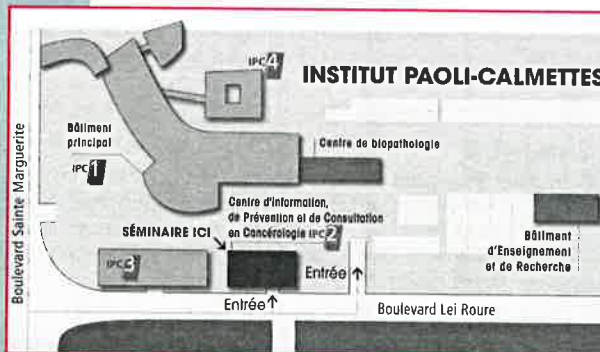 INSTITUT PAOLI-CALMETTES
IPC4
Bâtiment
principal
IPC1
Centre de biopathologie
Boulevard Sainte Marguerite
Centre d'Information,
de Prévention et de Consultation
en Cancérologie IPC2
SÉMINAIRE ICI
IPC3
Entrée
Entrée
Bâtiment
d'Enseignement
et de Recherche
Boulevard Lei Roure